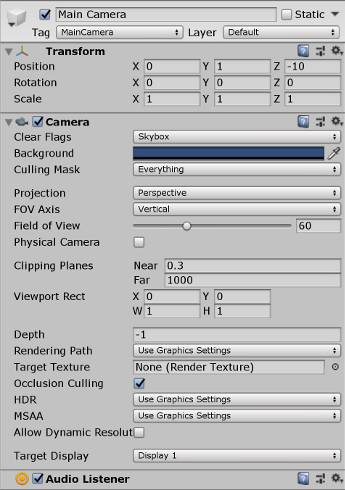 Main Camera Static
Tag MainCamera Layer Default
Transform
Position X 0 Y 1 Z -10
Rotation X 0 Y 0 Z 0
Scale X 1 Y 1 Z 1
Camera
Clear Flags Skybox
Background
Culling Mask Everything
Projection Perspective
FOV Axis Vertical
Field of View 60
Physical Camera
Clipping Planes Near 0.3
Far 1000
Viewport Rect X 0 Y 0
W 1 H 1
Depth -1
Rendering Path Use Graphics Settings
Target Texture None (Render Texture)
Occlusion Culling
HDR Use Graphics Settings
MSAA Use Graphics Settings
Allow Dynamic Resolut
Target Display Display 1
Audio Listener